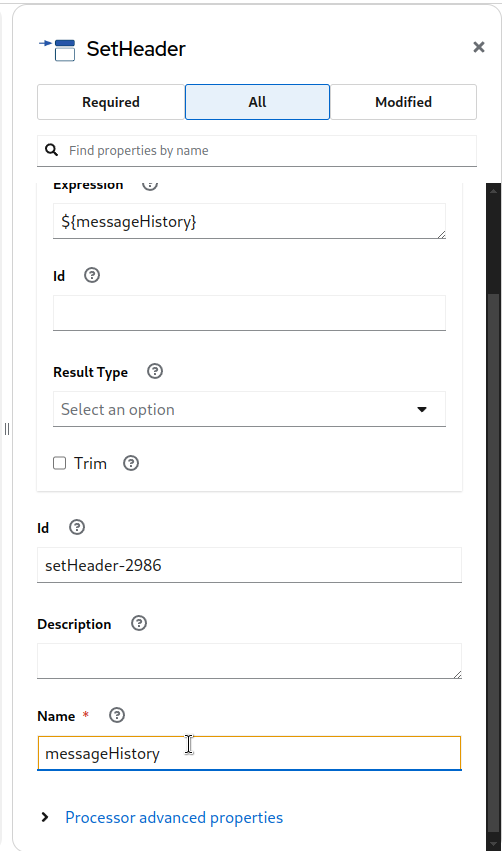 SetHeader
Required All Modified
Find properties by name
Expression
${messageHistory}
Id
Result Type
Select an option
Trim
Id
setHeader-2986
Description
Name *
messageHistory
Processor advanced properties